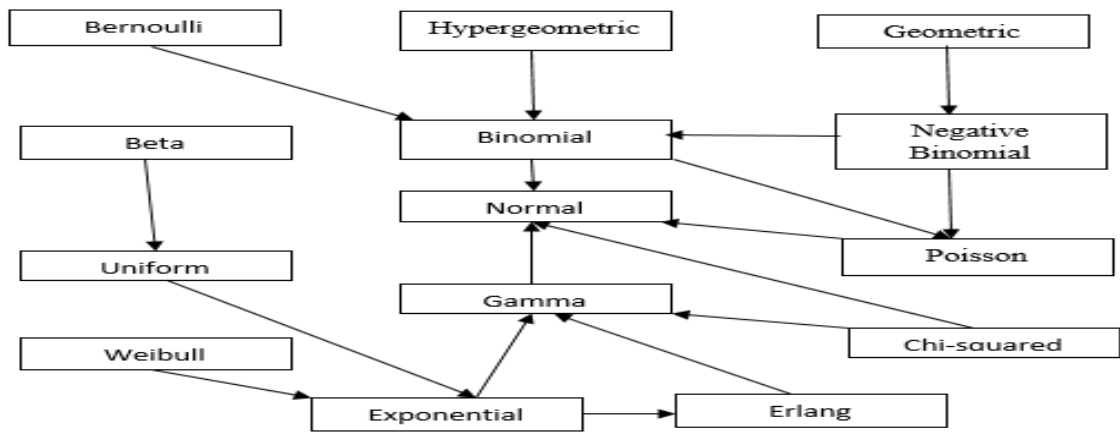 Bernoulli
Hypergeometric
Geometric
Beta
Binomial
Negative
Binomial
Normal
Uniform
Poisson
Gamma
Weibull
Chi-squared
Exponential
Erlang